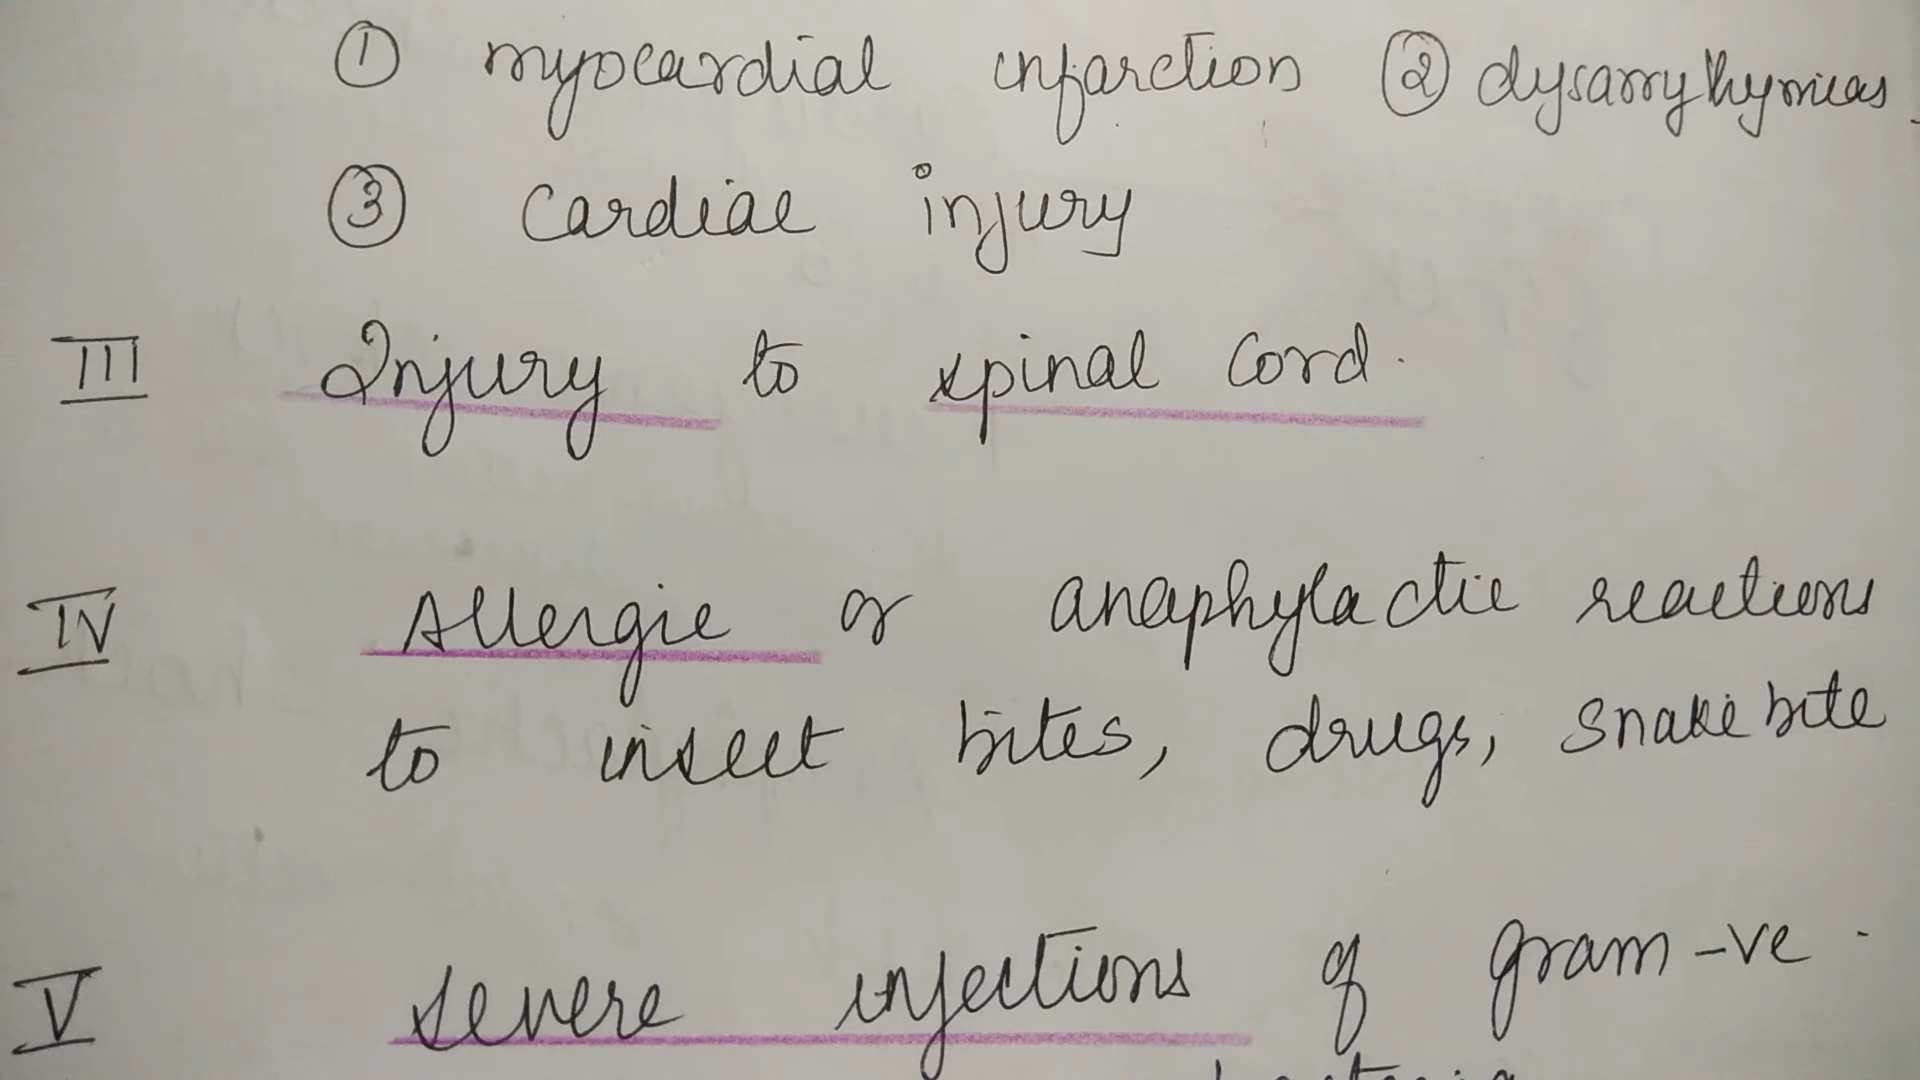 ① myocardial infarction ② dysarrythymias
③ Cardiac injury
III Injury to spinal cord.
IV Allergic or anaphylactic reactions
to insect bites, drugs, snake bite
V severe infections of gram -ve